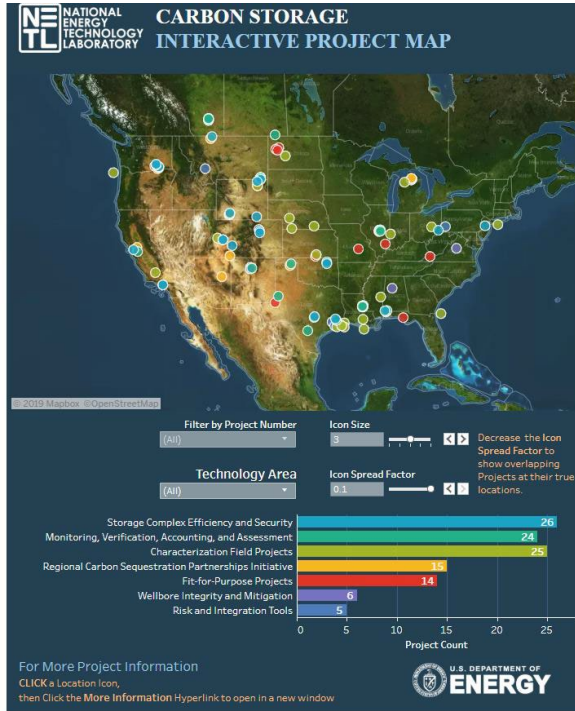 NETL
NATIONAL
ENERGY
TECHNOLOGY
LABORATORY
CARBON STORAGE
INTERACTIVE PROJECT MAP
© 2019 Mapbox ©OpenStreetMap
Filter by Project Number
(All)
Icon Size
3
Technology Area
(All)
Icon Spread Factor
0.1
Decrease the Icon
Spread Factor to
show overlapping
Projects at their true
locations.
Storage Complex Efficiency and Security 26
Monitoring, Verification, Accounting, and Assessment 24
Characterization Field Projects 25
Regional Carbon Sequestration Partnerships Initiative 15
Fit-for-Purpose Projects 14
Wellbore Integrity and Mitigation 6
Risk and Integration Tools 5
0 5 10 15 20 25
Project Count
For More Project Information
CLICK a Location Icon,
then Click the More Information Hyperlink to open in a new window
U.S. DEPARTMENT OF
ENERGY